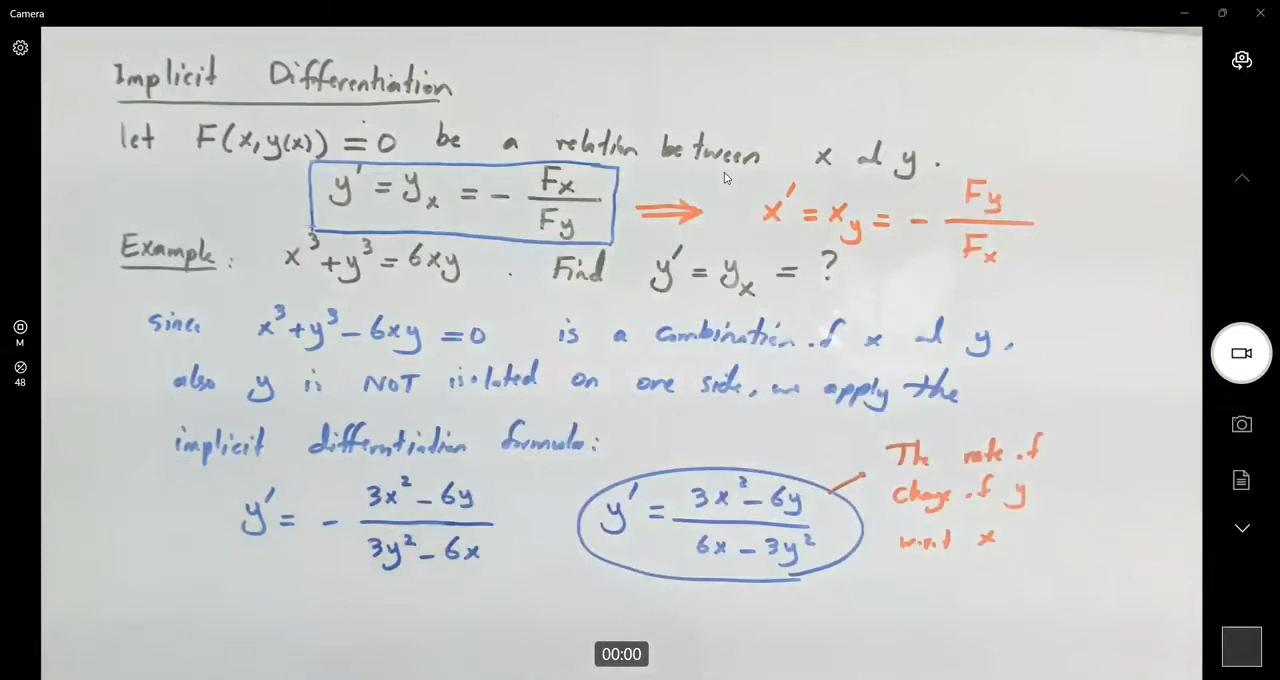 Camera
Implicit Differentiation
let F(x,y(x)) = 0 be a relation between x and y.
y' = y_x = - F_x / F_y ⟹ x' = x_y = - F_y / F_x
Example: x³ + y³ = 6xy. Find y' = y_x = ?
since x³ + y³ - 6xy = 0 is a combination of x and y,
also y is NOT isolated on one side, we apply the
implicit differentiation formula:
y' = - (3x² - 6y) / (3y² - 6x)
y' = (3x² - 6y) / (6x - 3y²)
The rate of
change of y
w.r.t x
M
48
00:00